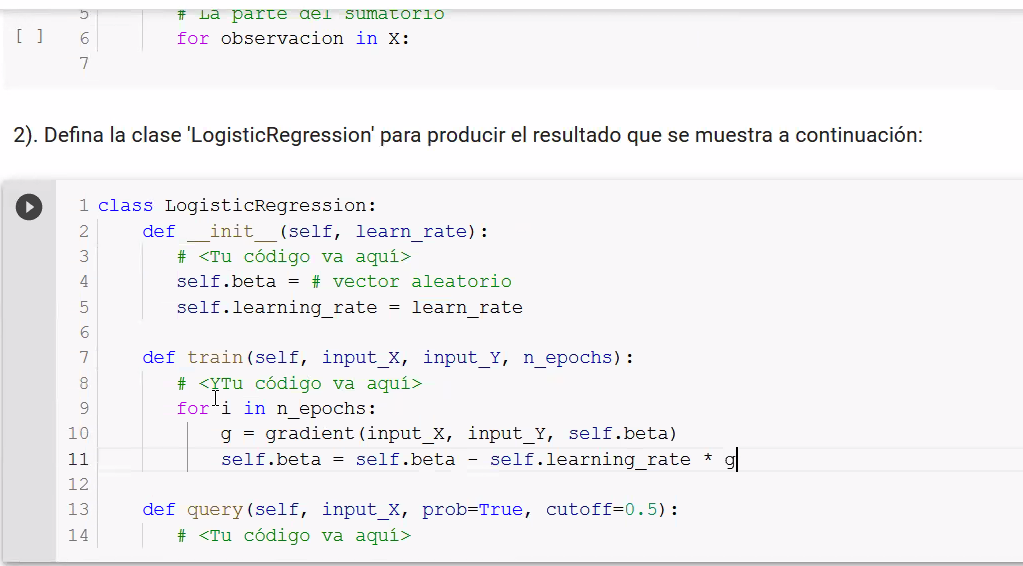 5 # La parte del sumatorio
[ ] 6 for observacion in X:
7
2). Defina la clase 'LogisticRegression' para producir el resultado que se muestra a continuación:
1 class LogisticRegression:
2 def __init__(self, learn_rate):
3 # <Tu código va aquí>
4 self.beta = # vector aleatorio
5 self.learning_rate = learn_rate
6
7 def train(self, input_X, input_Y, n_epochs):
8 # <YTu código va aquí>
9 for i in n_epochs:
10 g = gradient(input_X, input_Y, self.beta)
11 self.beta = self.beta - self.learning_rate * g
12
13 def query(self, input_X, prob=True, cutoff=0.5):
14 # <Tu código va aquí>